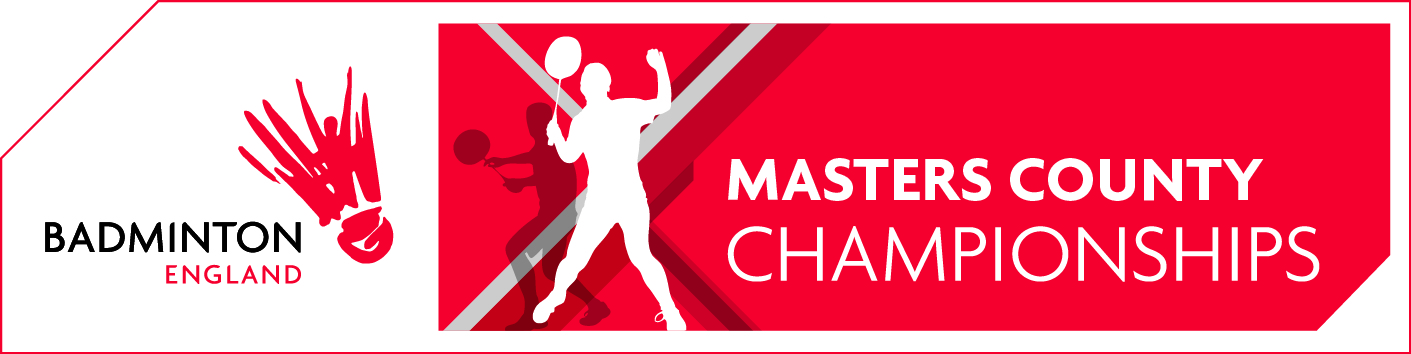 BADMINTON
ENGLAND
MASTERS COUNTY
CHAMPIONSHIPS